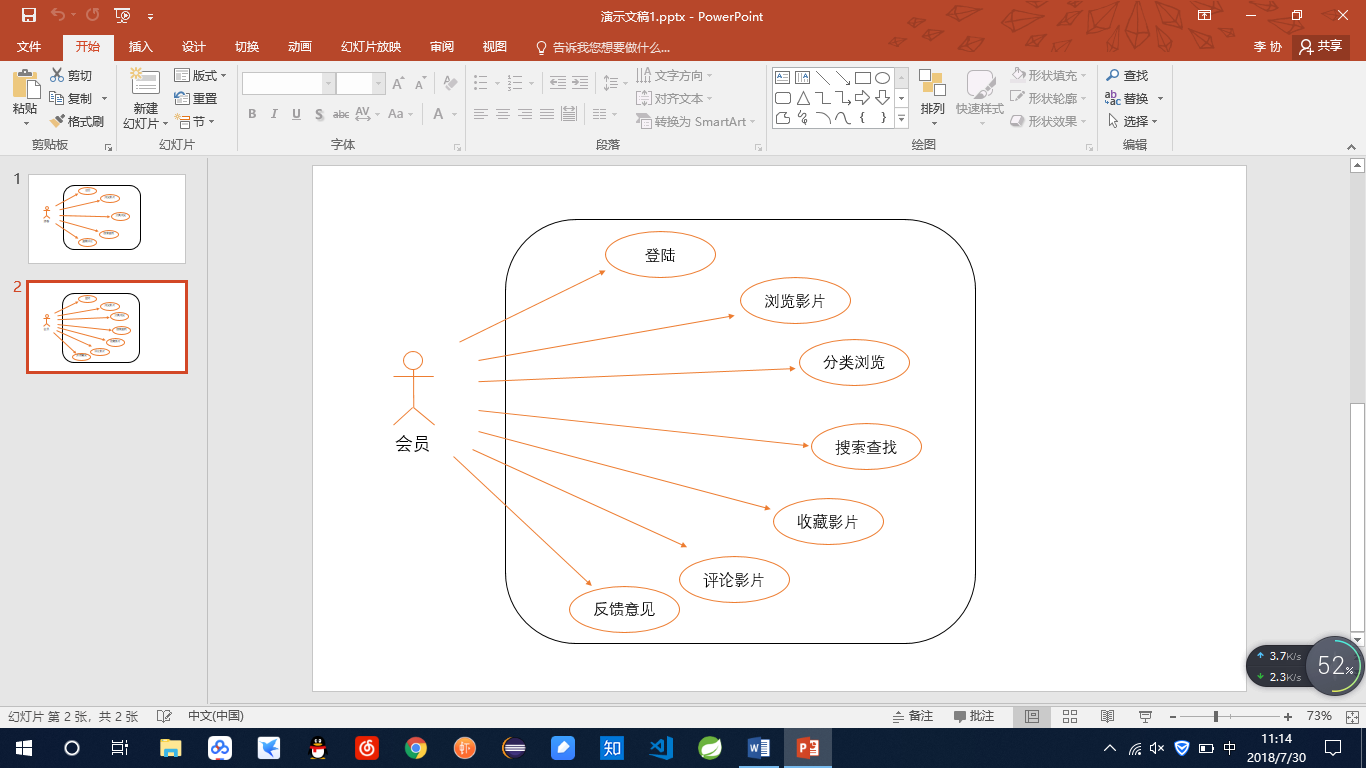 演示文稿1.pptx - PowerPoint
文件 开始 插入 设计 切换 动画 幻灯片放映 审阅 视图 告诉我您想要做什么... 李 协 共享
粘贴
剪切
复制
格式刷
剪贴板
新建
幻灯片
版式
重置
节
幻灯片
B I U S abc AV Aa A
字体
文字方向
对齐文本
转换为 SmartArt
段落
排列
快速样式
形状填充
形状轮廓
形状效果
绘图
查找
替换
选择
编辑
1
2
登陆
浏览影片
分类浏览
搜索查找
收藏影片
评论影片
反馈意见
会员
3.7K/s
2.3K/s
52%
幻灯片 第 2 张，共 2 张 中文(中国) 备注 批注 73%
知
中
11:14
2018/7/30